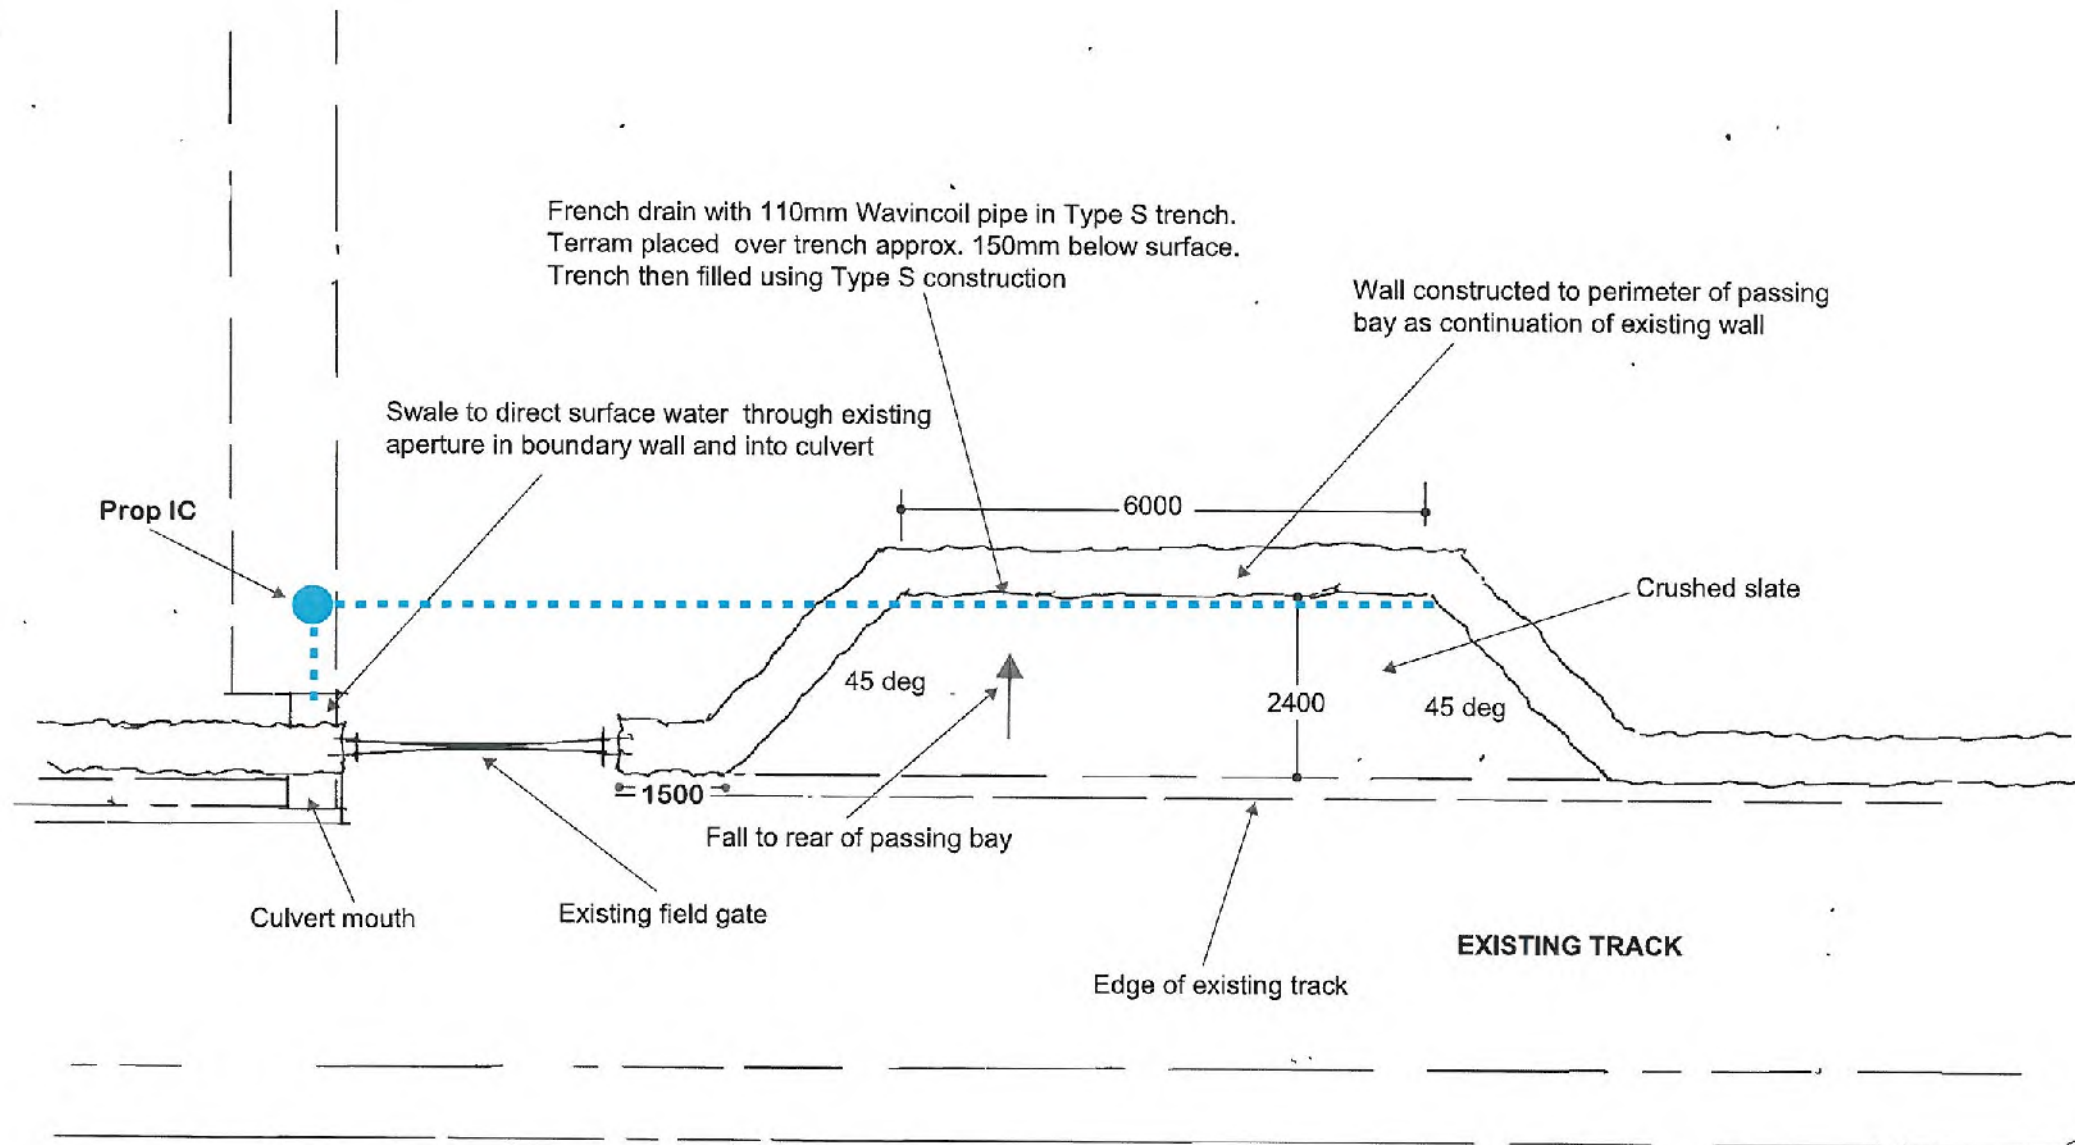 French drain with 110mm Wavincoil pipe in Type S trench.
Terram placed over trench approx. 150mm below surface.
Trench then filled using Type S construction
Wall constructed to perimeter of passing
bay as continuation of existing wall
Swale to direct surface water through existing
aperture in boundary wall and into culvert
Prop IC
6000
Crushed slate
45 deg
2400
45 deg
1500
Fall to rear of passing bay
Culvert mouth
Existing field gate
EXISTING TRACK
Edge of existing track